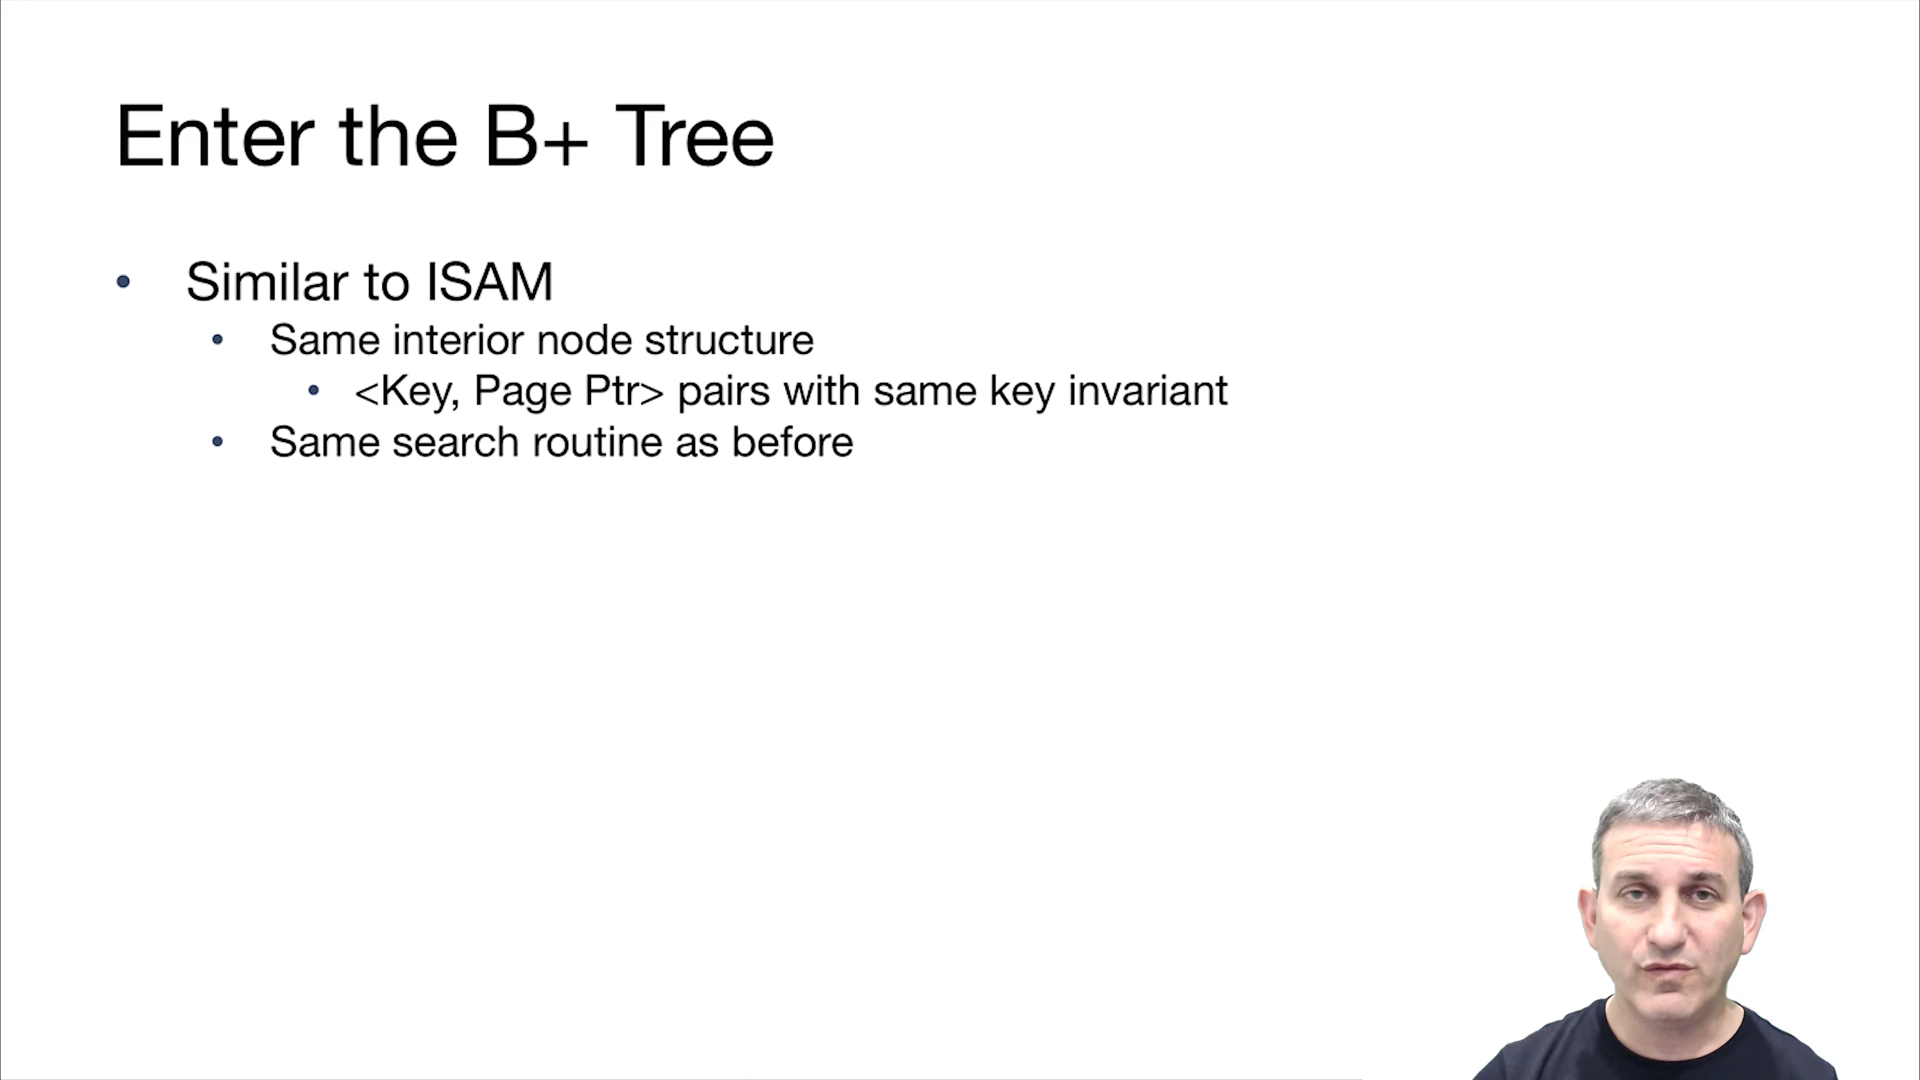 Enter the B+ Tree
• Similar to ISAM
• Same interior node structure
• <Key, Page Ptr> pairs with same key invariant
• Same search routine as before